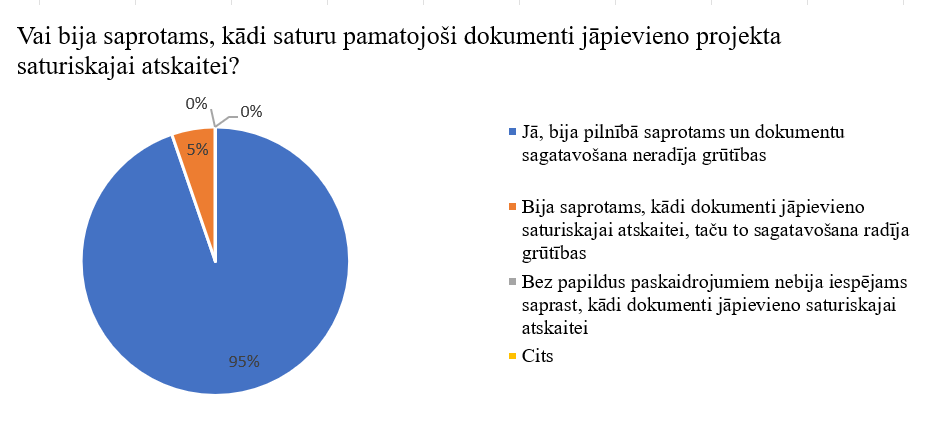 Vai bija saprotams, kādi saturu pamatojoši dokumenti jāpievieno projekta
saturiskajai atskaitei?
0%
0%
5%
95%
Jā, bija pilnībā saprotams un dokumentu
sagatavošana neradīja grūtības
Bija saprotams, kādi dokumenti jāpievieno
saturiskajai atskaitei, taču to sagatavošana radīja
grūtības
Bez papildus paskaidrojumiem nebija iespējams
saprast, kādi dokumenti jāpievieno saturiskajai
atskaitei
Cits